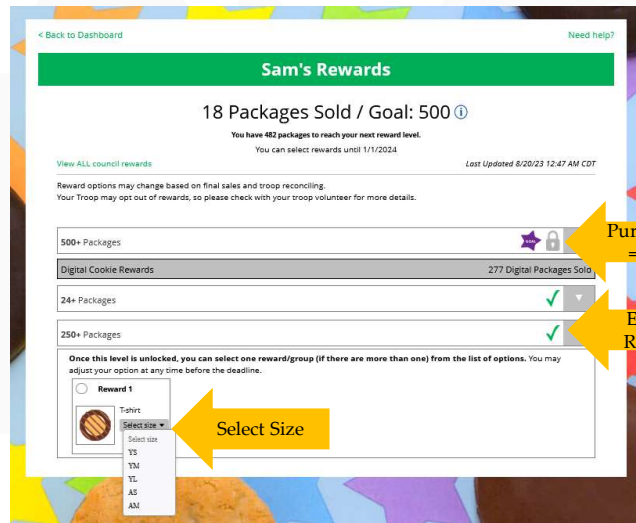 < Back to Dashboard
Need help?
Sam's Rewards
18 Packages Sold / Goal: 500
You have 482 packages to reach your next reward level.
You can select rewards until 1/1/2024
View ALL council rewards
Last Updated 8/20/23 12:47 AM CDT
Reward options may change based on final sales and troop reconciling.
Your Troop may opt out of rewards, so please check with your troop volunteer for more details.
500+ Packages
GOAL
Pur
=
Digital Cookie Rewards
277 Digital Packages Sold
24+ Packages
250+ Packages
E
R
Once this level is unlocked, you can select one reward/group (if there are more than one) from the list of options. You may
adjust your option at any time before the deadline.
Reward 1
T-shirt
Select size
Select Size
Select size
YS
YM
YL
AS
AM